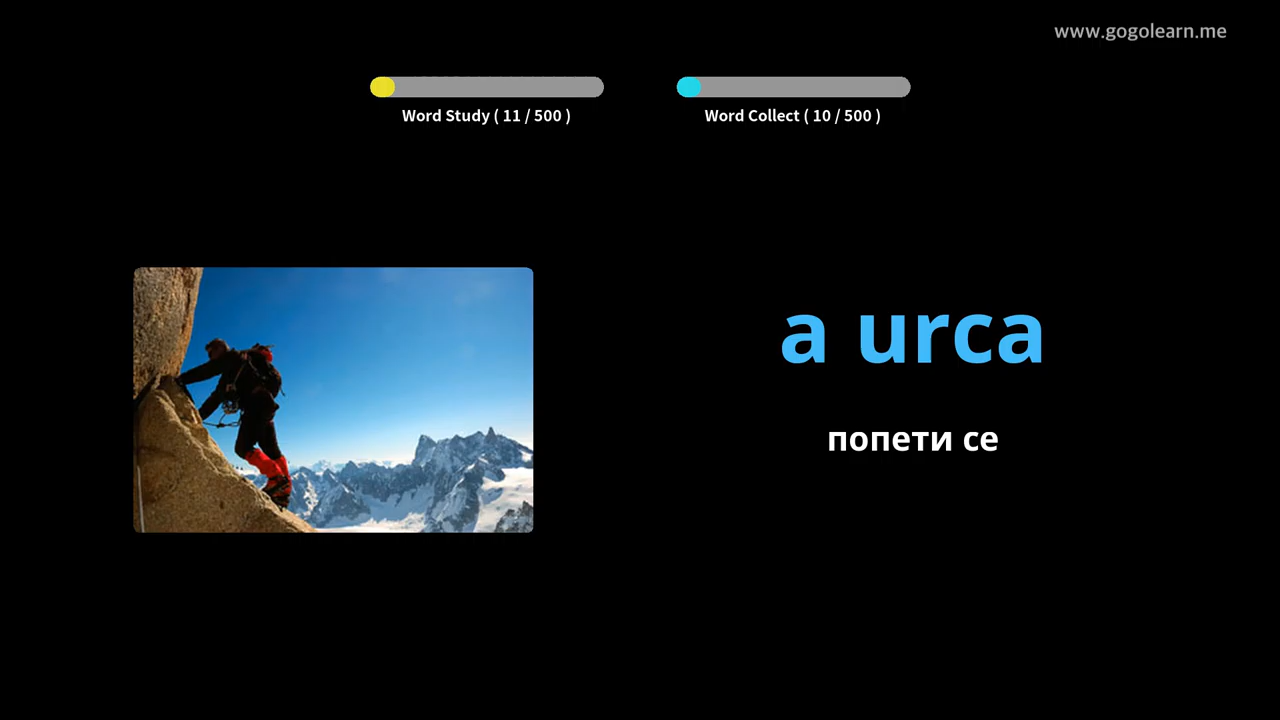 www.gogolearn.me
Word Study ( 11 / 500 )
Word Collect ( 10 / 500 )
a urca
попети се